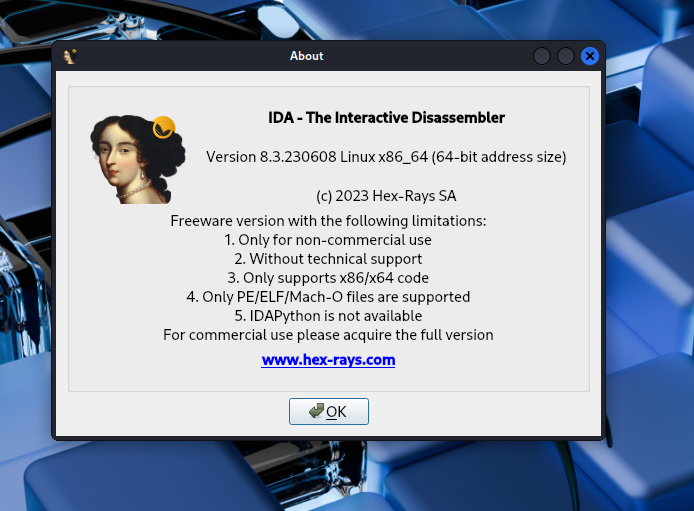 About
IDA - The Interactive Disassembler
Version 8.3.230608 Linux x86_64 (64-bit address size)
(c) 2023 Hex-Rays SA
Freeware version with the following limitations:
1. Only for non-commercial use
2. Without technical support
3. Only supports x86/x64 code
4. Only PE/ELF/Mach-O files are supported
5. IDAPython is not available
For commercial use please acquire the full version
www.hex-rays.com
OK